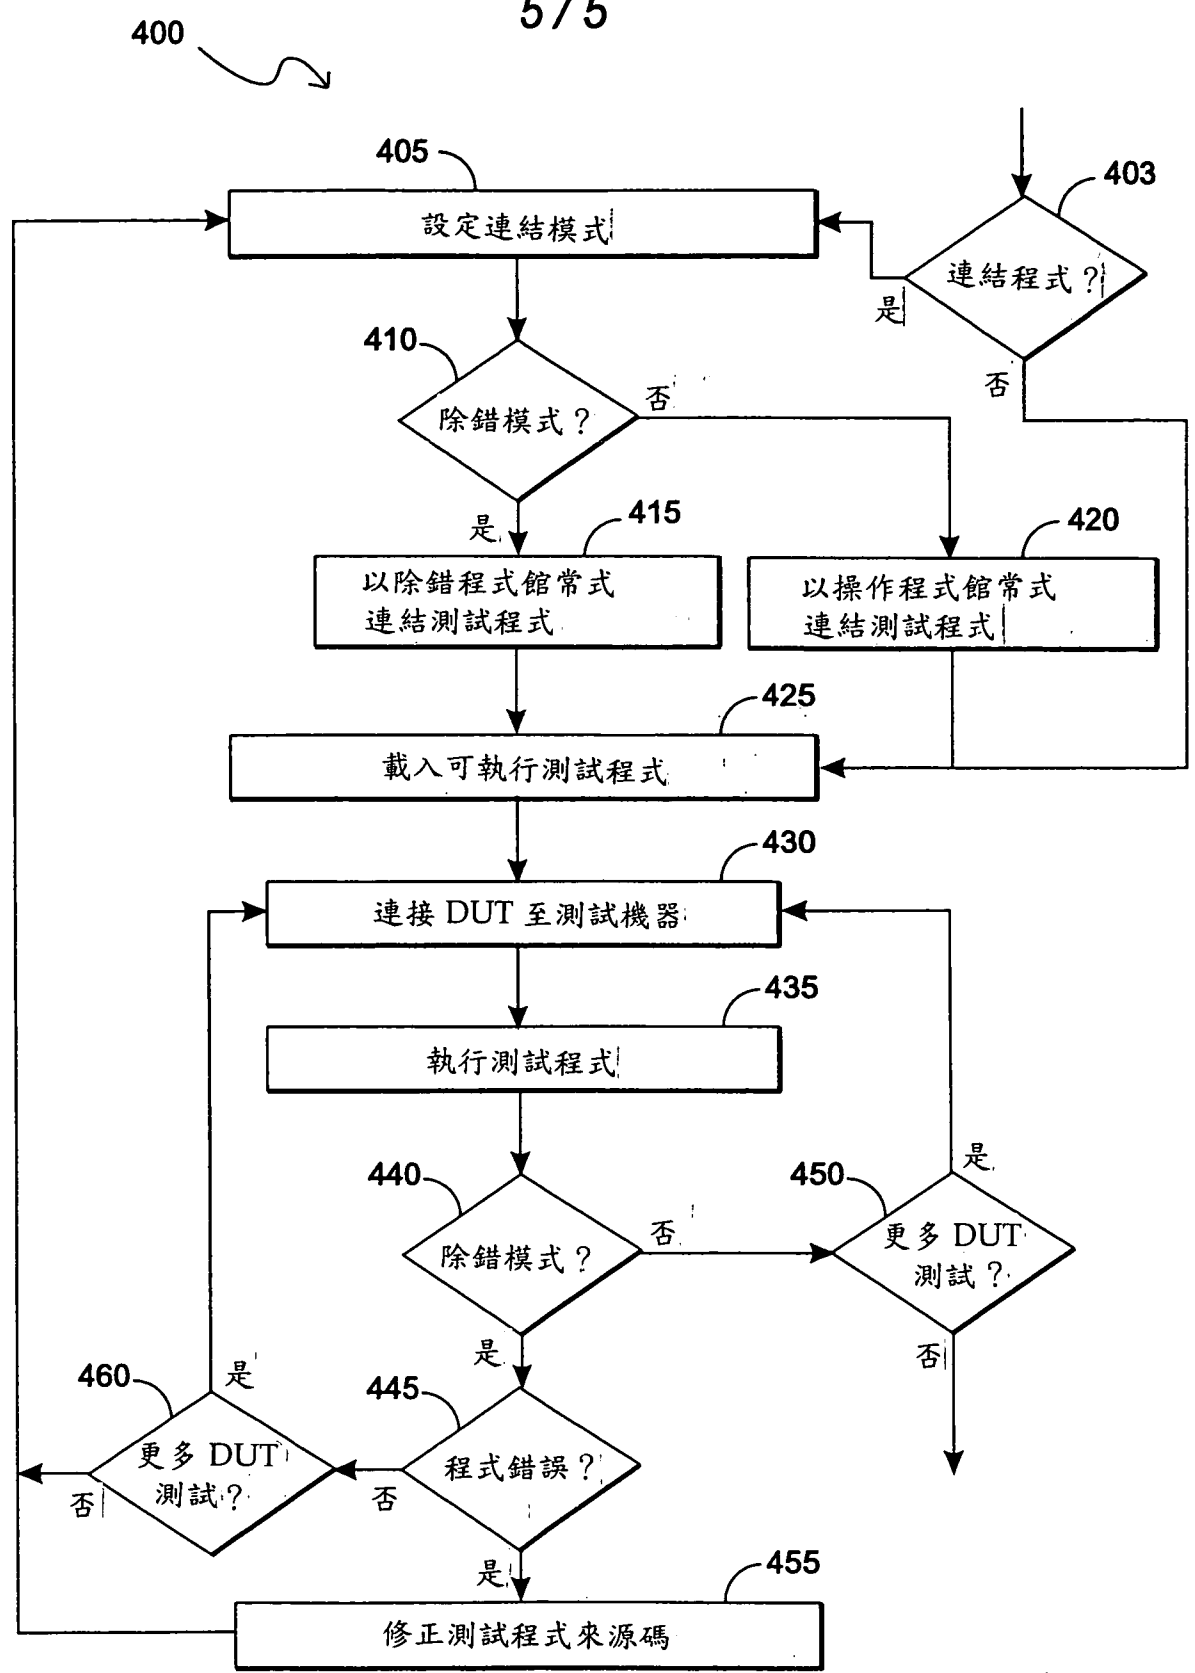 5/5
400
405
403
設定連結模式
連結程式？
是
否
410
除錯模式？
否
是
415
420
以除錯程式館常式
連結測試程式
以操作程式館常式
連結測試程式
425
載入可執行測試程式
430
連接 DUT 至測試機器
435
執行測試程式
440
450
是
除錯模式？
否
更多 DUT
測試？
是
否
460
是
445
更多 DUT
測試？
程式錯誤？
否
否
是
455
修正測試程式來源碼